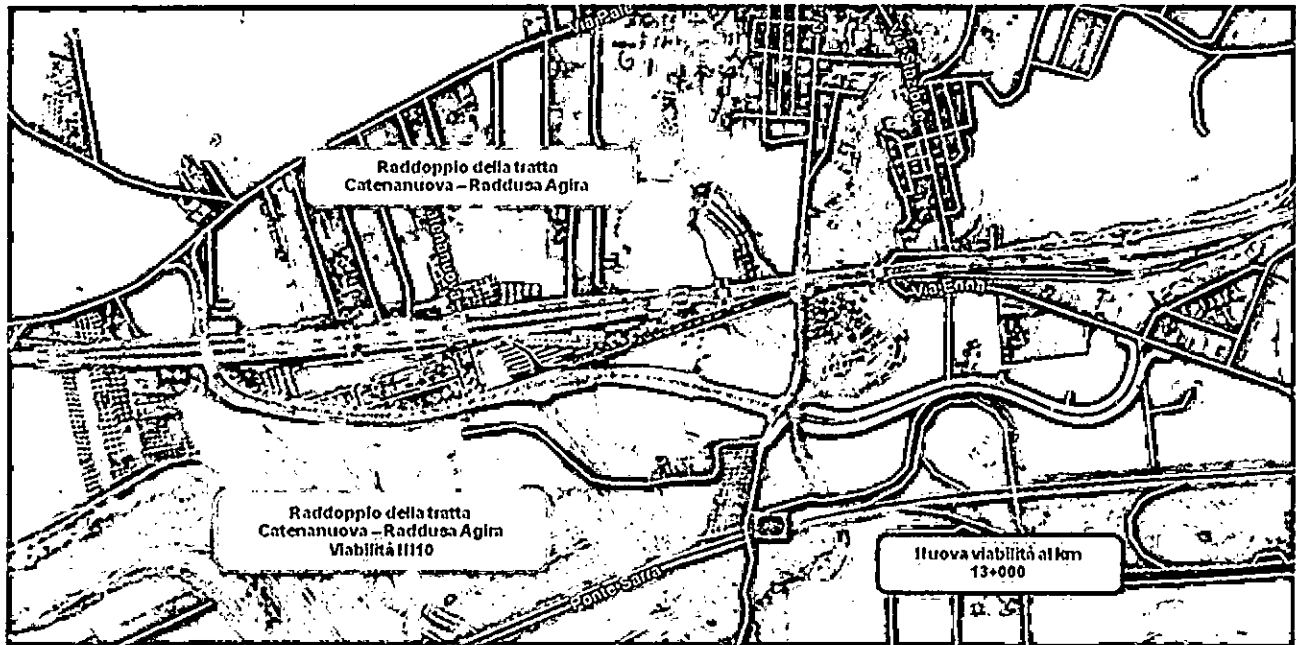 Raddoppio della tratta
Catenanuova – Raddusa Agira
Via Enna
Raddoppio della tratta
Catenanuova – Raddusa Agira
Nuova viabilità al km
13+000
Ponte-Sarra